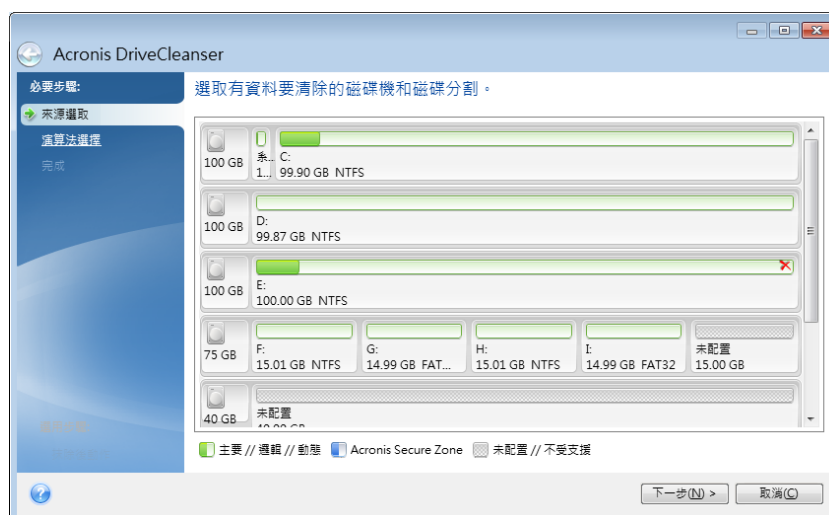 Acronis DriveCleanser
必要步驟:
來源選取
演算法選擇
完成
選取有資料要清除的磁碟機和磁碟分割。
100 GB
系... C:
1... 99.90 GB NTFS
100 GB
D:
99.87 GB NTFS
100 GB
E:
100.00 GB NTFS
75 GB
F: G: H: I: 未配置
15.01 GB NTFS 14.99 GB FAT... 15.01 GB NTFS 14.99 GB FAT32 15.00 GB
40 GB
未配置
主要 // 邏輯 // 動態 Acronis Secure Zone 未配置 // 不受支援
下一步(N) > 取消(C)